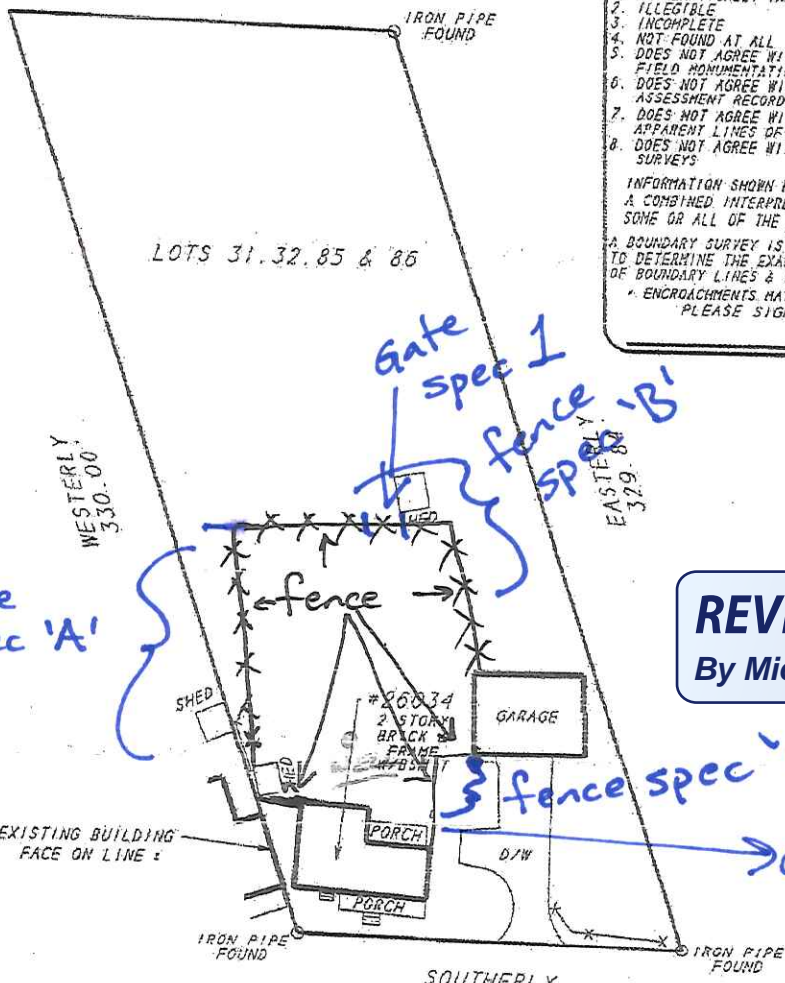 IRON PIPE
FOUND
2. ILLEGIBLE
3. INCOMPLETE
4. NOT FOUND AT ALL
5. DOES NOT AGREE WI
FIELD MONUMENTATI
6. DOES NOT AGREE WI
ASSESSMENT RECORD
7. DOES NOT AGREE WI
APPARENT LINES OF
8. DOES NOT AGREE WI
SURVEYS
INFORMATION SHOWN
A COMBINED INTERPRE
SOME OR ALL OF THE
A BOUNDARY SURVEY IS
TO DETERMINE THE EXA
OF BOUNDARY LINES &
* ENCROACHMENTS MA
PLEASE SIG
LOTS 31.32.85 & 86
Gate
spec 1
fence
spec 'B'
WESTERLY
330.00'
EASTERLY
329.8
SHED
fence
e
ec 'A'
REVI
By Mic
SHED
#26034
2 STORY
BRICK &
FRAME
GARAGE
SHED
fence spec '
EXISTING BUILDING
FACE ON LINE ±
PORCH
D/W
PORCH
IRON PIPE
FOUND
IRON PIPE
FOUND
SOUTHERLY